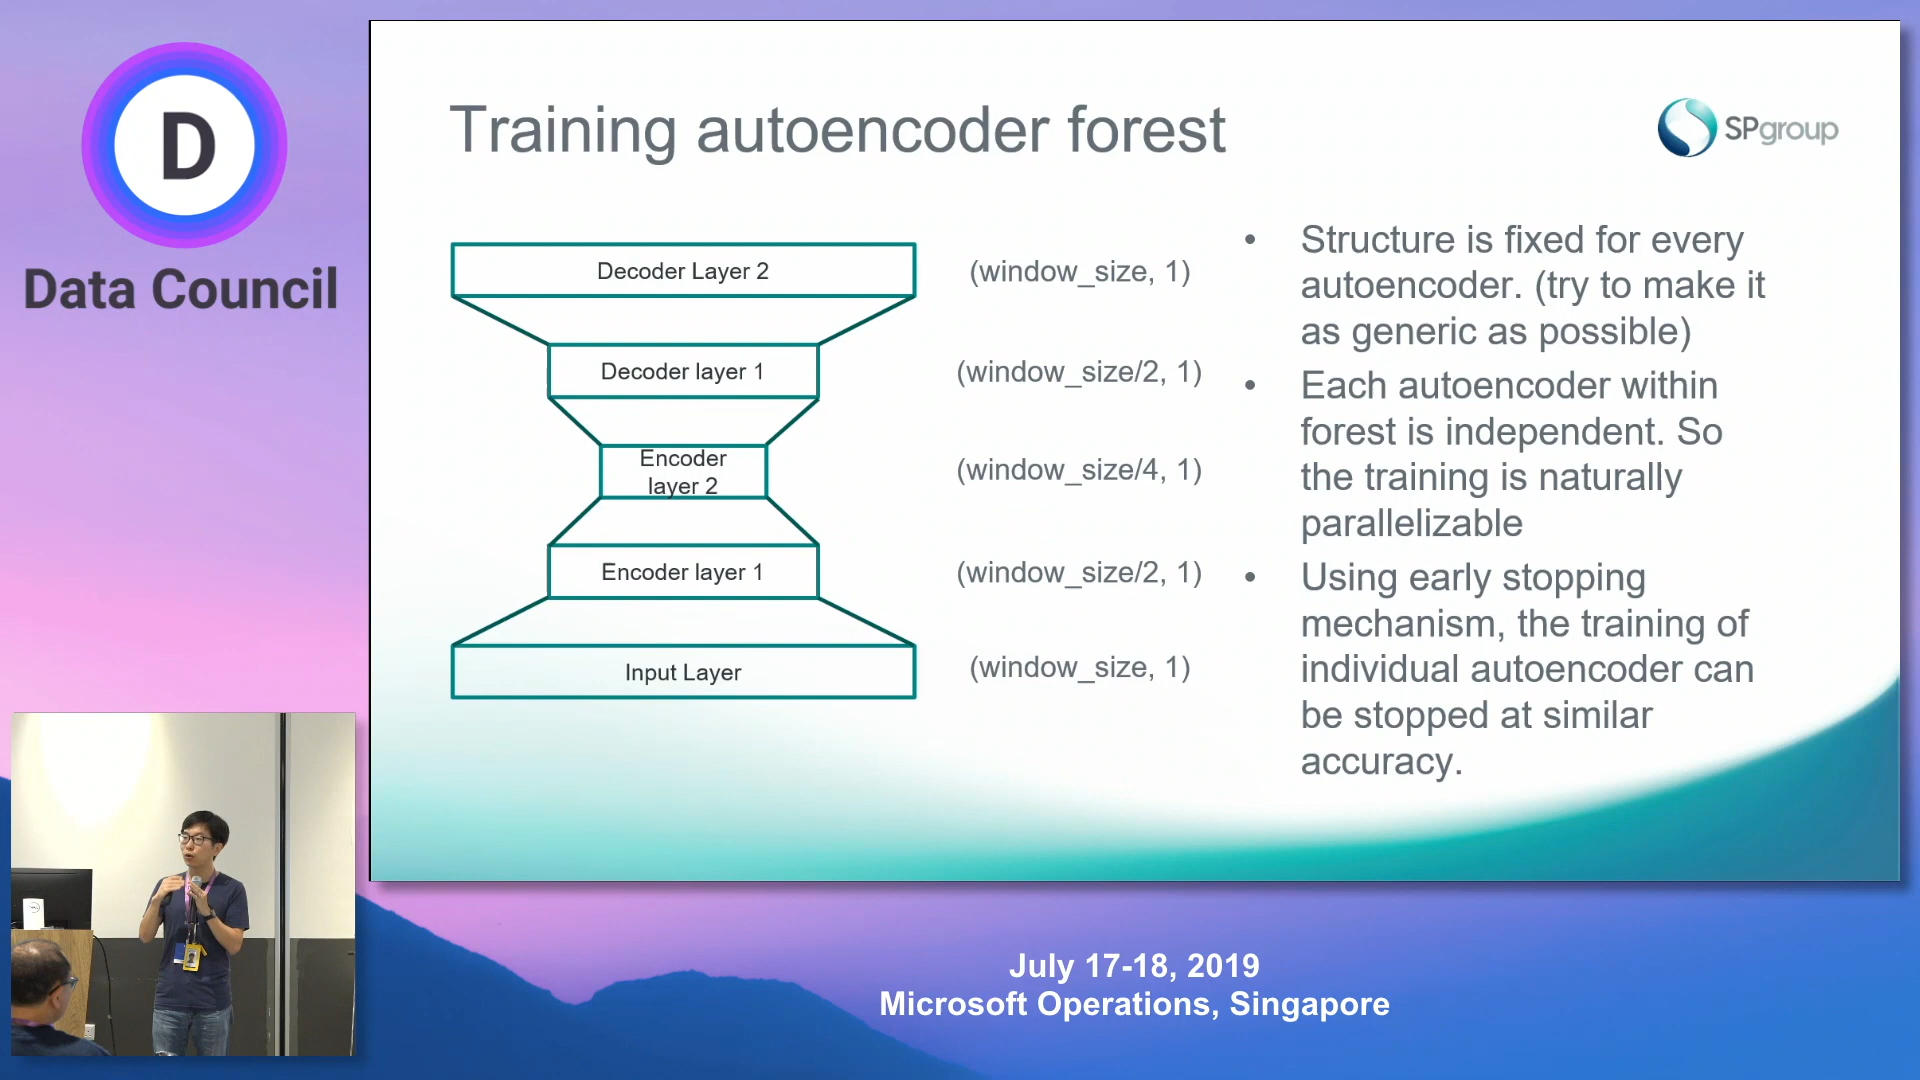 D
Data Council
Training autoencoder forest
SPgroup
Decoder Layer 2
(window_size, 1)
Decoder layer 1
(window_size/2, 1)
Encoder
layer 2
(window_size/4, 1)
Encoder layer 1
(window_size/2, 1)
Input Layer
(window_size, 1)
• Structure is fixed for every
autoencoder. (try to make it
as generic as possible)
• Each autoencoder within
forest is independent. So
the training is naturally
parallelizable
• Using early stopping
mechanism, the training of
individual autoencoder can
be stopped at similar
accuracy.
July 17-18, 2019
Microsoft Operations, Singapore